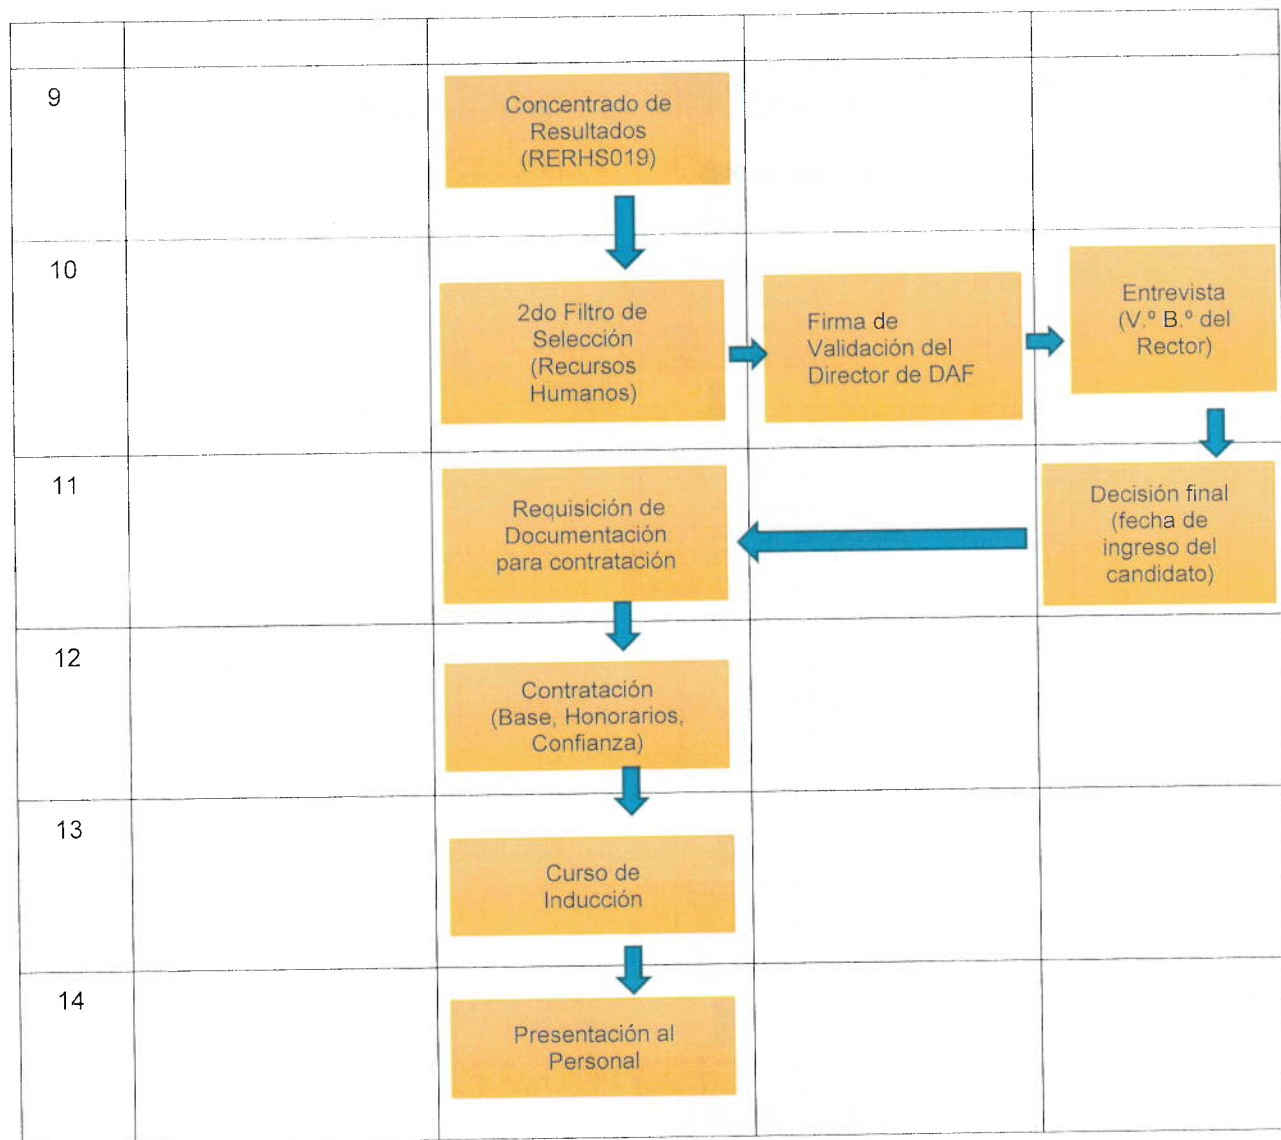 9
Concentrado de
Resultados
(RERHS019)
10
2do Filtro de
Selección
(Recursos
Humanos)
Firma de
Validación del
Director de DAF
Entrevista
(V.º B.º del
Rector)
11
Requisición de
Documentación
para contratación
Decisión final
(fecha de
ingreso del
candidato)
12
Contratación
(Base, Honorarios,
Confianza)
13
Curso de
Inducción
14
Presentación al
Personal